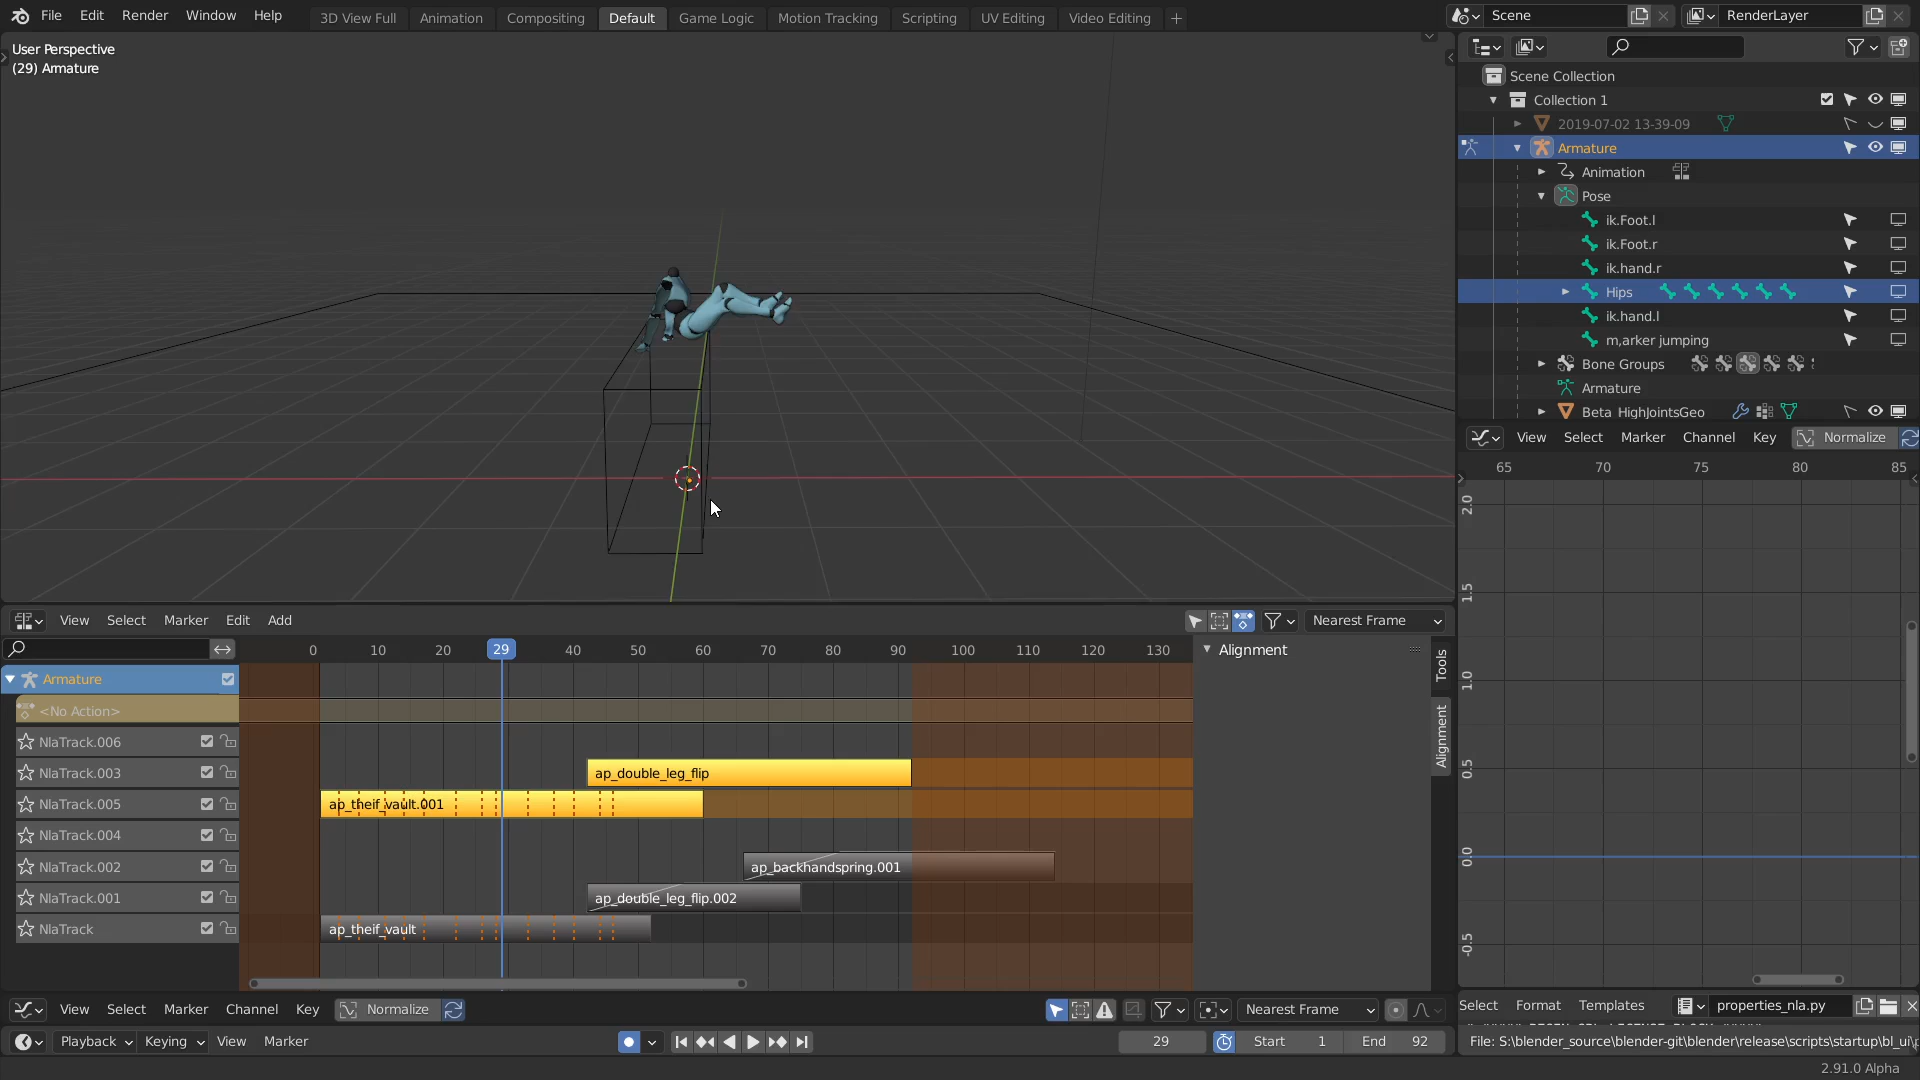 File Edit Render Window Help 3D View Full Animation Compositing Default Game Logic Motion Tracking Scripting UV Editing Video Editing + Scene RenderLayer
User Perspective
(29) Armature
Scene Collection
Collection 1
2019-07-02 13-39-09
Armature
Animation
Pose
ik.Foot.l
ik.Foot.r
ik.hand.r
Hips
ik.hand.l
m,arker jumping
Bone Groups
Armature
Beta_HighJointsGeo
View Select Marker Channel Key Normalize
65 70 75 80 85
2.0
1.5
1.0
0.5
0.0
-0.5
View Select Marker Edit Add Nearest Frame
0 10 20 29 40 50 60 70 80 90 100 110 120 130
Alignment
Tools
Alignment
Armature
<No Action>
NlaTrack.006
NlaTrack.003 ap_double_leg_flip
NlaTrack.005 ap_theif_vault.001
NlaTrack.004
NlaTrack.002 ap_backhandspring.001
NlaTrack.001 ap_double_leg_flip.002
NlaTrack ap_theif_vault
View Select Marker Channel Key Normalize Nearest Frame
Select Format Templates properties_nla.py
Playback Keying View Marker 29 Start 1 End 92
File: S:\blender_source\blender-git\blender\release\scripts\startup\bl_ui\
2.91.0 Alpha